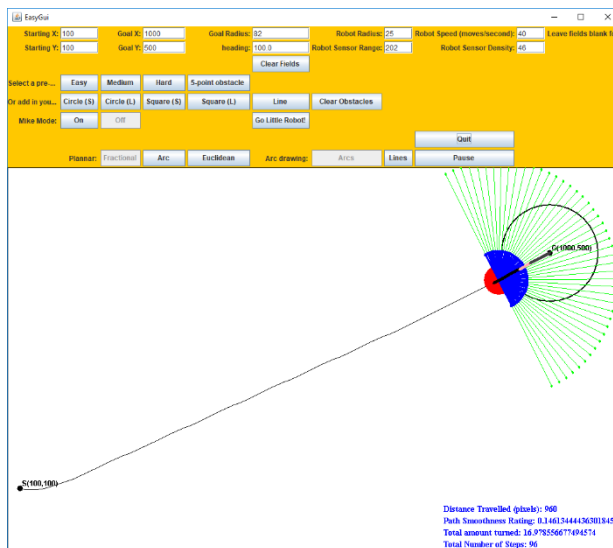 EasyGui
Starting X: 100 Goal X: 1000 Goal Radius: 82 Robot Radius: 25 Robot Speed (moves/second): 40 Leave fields blank f
Starting Y: 100 Goal Y: 500 heading: 100.0 Robot Sensor Range: 202 Robot Sensor Density: 46
Clear Fields
Select a pre-... Easy Medium Hard 5-point obstacle
Or add in you... Circle (S) Circle (L) Square (S) Square (L) Line Clear Obstacles
Mike Mode: On Off Go Little Robot!
Quit
Plannar: Fractional Arc Euclidean Arc drawing: Arcs Lines Pause
G(1000,500)
S(100,100)
Distance Travelled (pixels): 960
Path Smoothness Rating: 0.1461344436301845
Total amount turned: 16.978556677494574
Total Number of Steps: 96